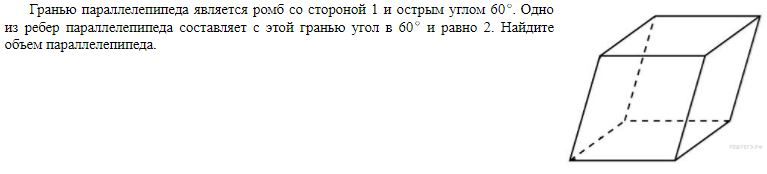 Гранью параллелепипеда является ромб со стороной 1 и острым углом 60°. Одно
из ребер параллелепипеда составляет с этой гранью угол в 60° и равно 2. Найдите
объем параллелепипеда.